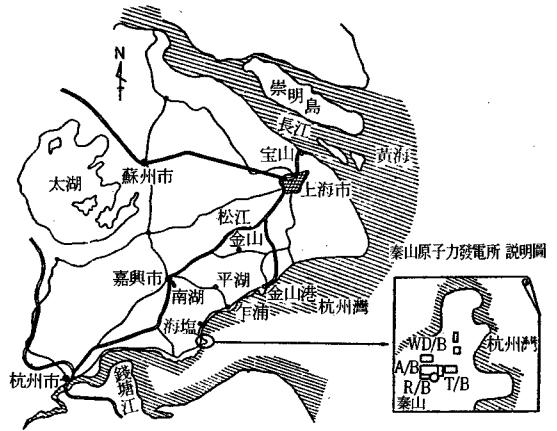 N
崇明島
長江
宝山
黃海
蘇州市
太湖
上海市
松江
金山
秦山原子力發電所 説明圖
嘉興市
平湖
南湖
金山港
杭州灣
乍浦
海塩
杭州灣
WD/B
A/B
R/B
T/B
秦山
杭州市
錢塘江